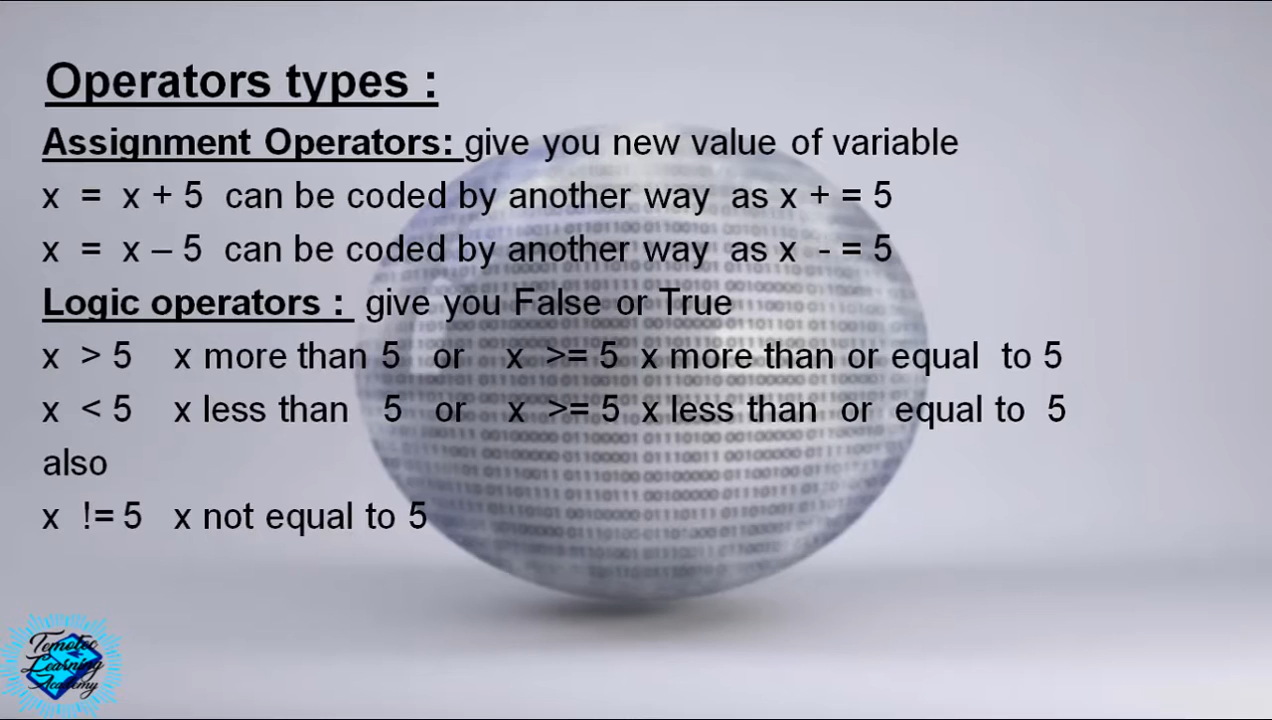 Operators types :
Assignment Operators: give you new value of variable
x = x + 5 can be coded by another way as x + = 5
x = x – 5 can be coded by another way as x - = 5
Logic operators : give you False or True
x > 5 x more than 5 or x >= 5 x more than or equal to 5
x < 5 x less than 5 or x >= 5 x less than or equal to 5
also
x != 5 x not equal to 5
Temotec
Learning
Academy